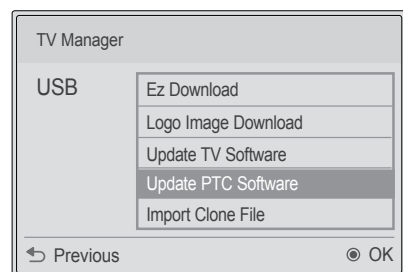 TV Manager
USB
Ez Download
Logo Image Download
Update TV Software
Update PTC Software
Import Clone File
Previous
OK